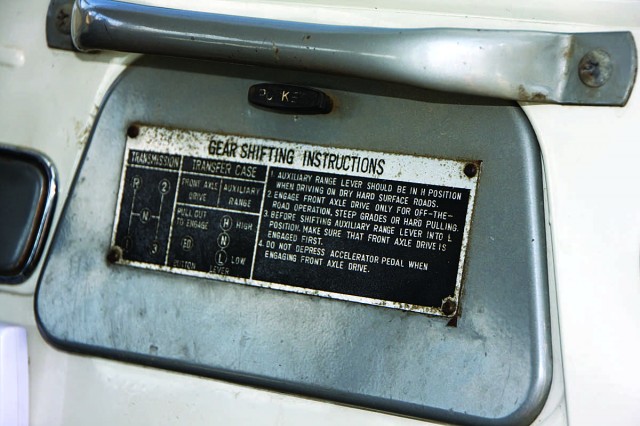 GEAR SHIFTING INSTRUCTIONS
TRANSMISSION
R 2
N
3
TRANSFER CASE
FRONT AXLE DRIVE
AUXILIARY RANGE
PULL OUT
TO ENGAGE
H HIGH
N
L LOW
LEVER
1. AUXILIARY RANGE LEVER SHOULD BE IN H POSITION
WHEN DRIVING ON DRY HARD SURFACE ROADS.
2. ENGAGE FRONT AXLE DRIVE ONLY FOR OFF-THE-
ROAD OPERATION, STEEP GRADES OR HARD PULLING.
3. BEFORE SHIFTING AUXILIARY RANGE LEVER INTO L
POSITION, MAKE SURE THAT FRONT AXLE DRIVE IS
ENGAGED FIRST.
4. DO NOT DEPRESS ACCELERATOR PEDAL WHEN
ENGAGING FRONT AXLE DRIVE.